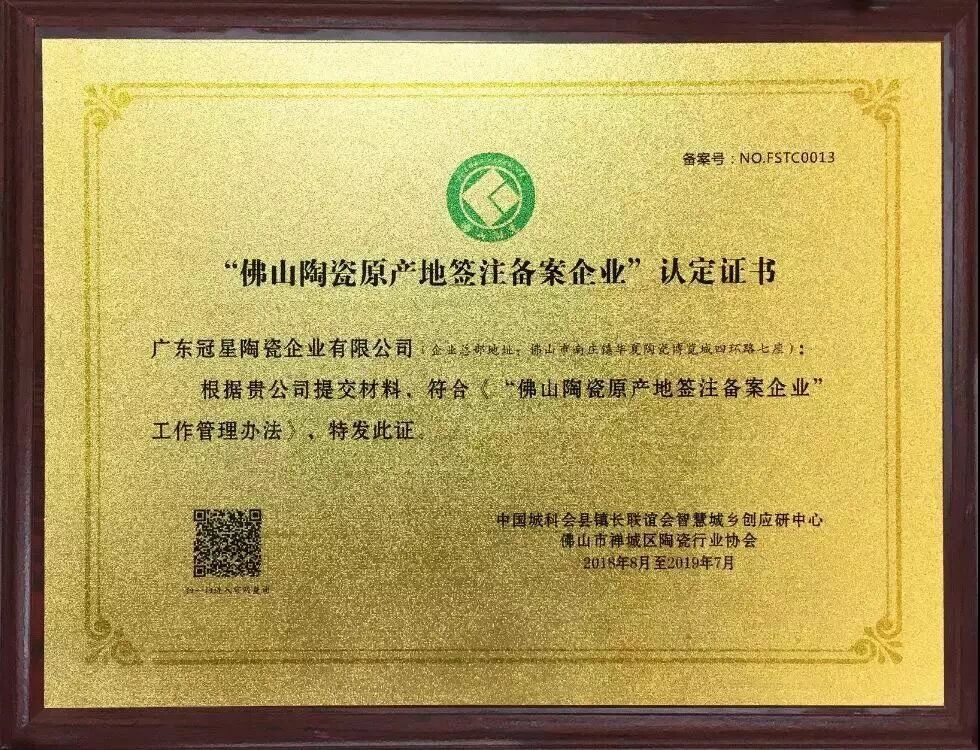 备案号：NO.FSTC0013
“佛山陶瓷原产地签注备案企业”认定证书
广东冠星陶瓷企业有限公司（企业总部地址：佛山市南庄镇华夏陶瓷博览城四环路七座）：
根据贵公司提交材料、符合《“佛山陶瓷原产地签注备案企业”
工作管理办法》、特发此证
中国城科会县镇长联谊会智慧城乡创应研中心
佛山市禅城区陶瓷行业协会
2018年8月至2019年7月